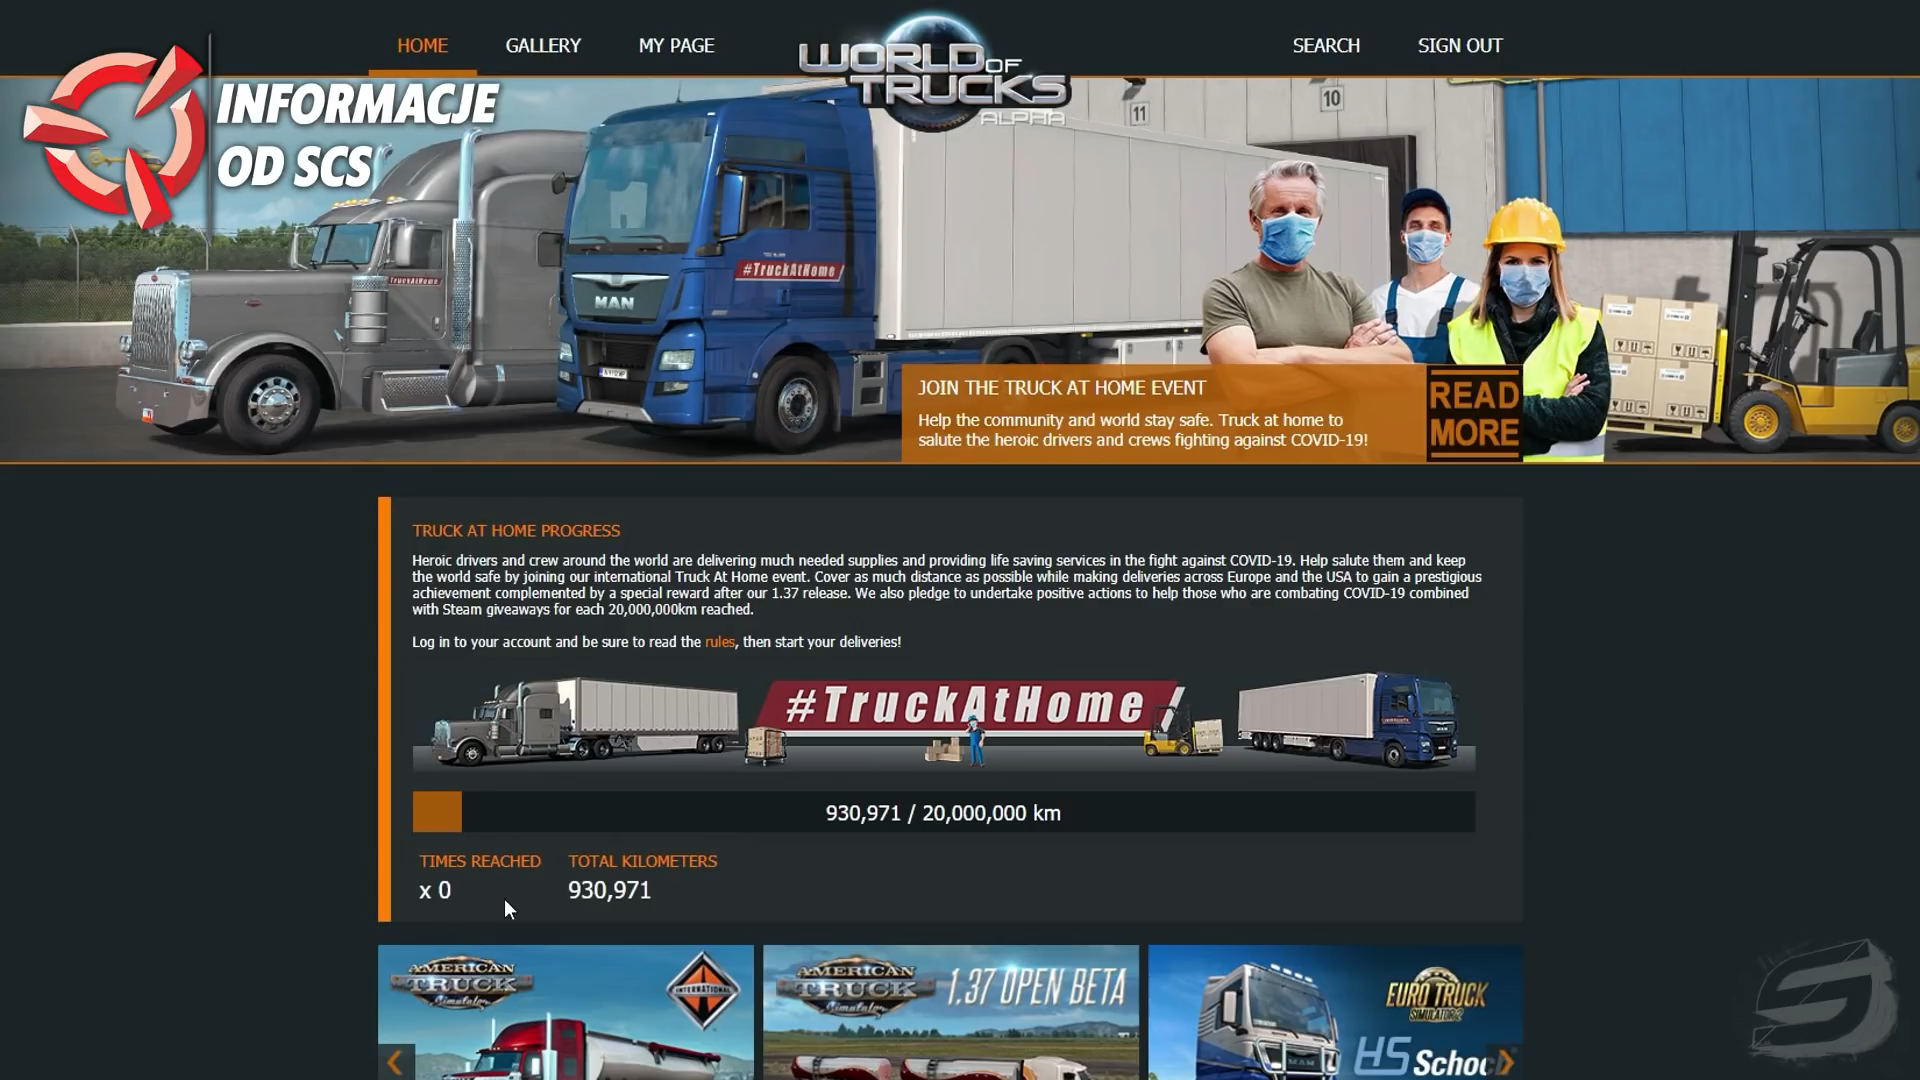 HOME
GALLERY
MY PAGE
WORLD OF
TRUCKS
ALPHA
SEARCH
SIGN OUT
INFORMACJE
OD SCS
11
10
#TruckAtHome
#TruckAtHome
MAN
JOIN THE TRUCK AT HOME EVENT
Help the community and world stay safe. Truck at home to
salute the heroic drivers and crews fighting against COVID-19!
READ
MORE
TRUCK AT HOME PROGRESS
Heroic drivers and crew around the world are delivering much needed supplies and providing life saving services in the fight against COVID-19. Help salute them and keep
the world safe by joining our international Truck At Home event. Cover as much distance as possible while making deliveries across Europe and the USA to gain a prestigious
achievement complemented by a special reward after our 1.37 release. We also pledge to undertake positive actions to help those who are combating COVID-19 combined
with Steam giveaways for each 20,000,000km reached.
Log in to your account and be sure to read the rules, then start your deliveries!
#TruckAtHome
930,971 / 20,000,000 km
TIMES REACHED
TOTAL KILOMETERS
x 0
930,971
AMERICAN
TRUCK
Simulator
INTERNATIONAL
AMERICAN
TRUCK
Simulator
1.37 OPEN BETA
EURO TRUCK
SIMULATOR 2
MAN
HS Schoc